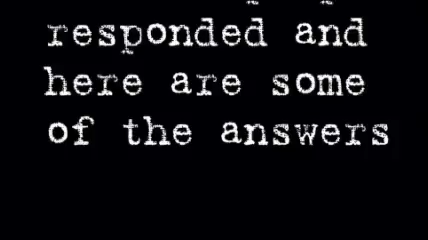 responded and
here are some
of the answers